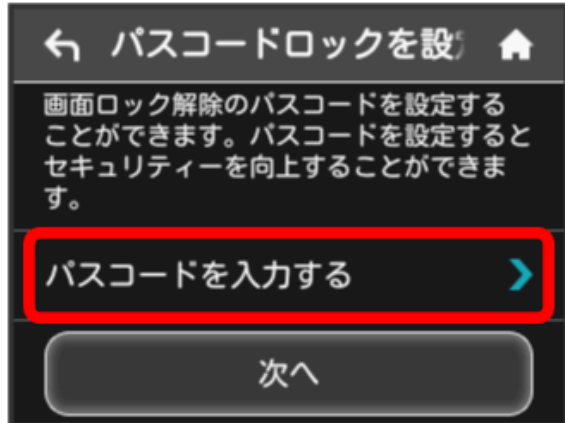 パスコードロックを設
画面ロック解除のパスコードを設定する
ことができます。パスコードを設定すると
セキュリティーを向上することができま
す。
パスコードを入力する
次へ